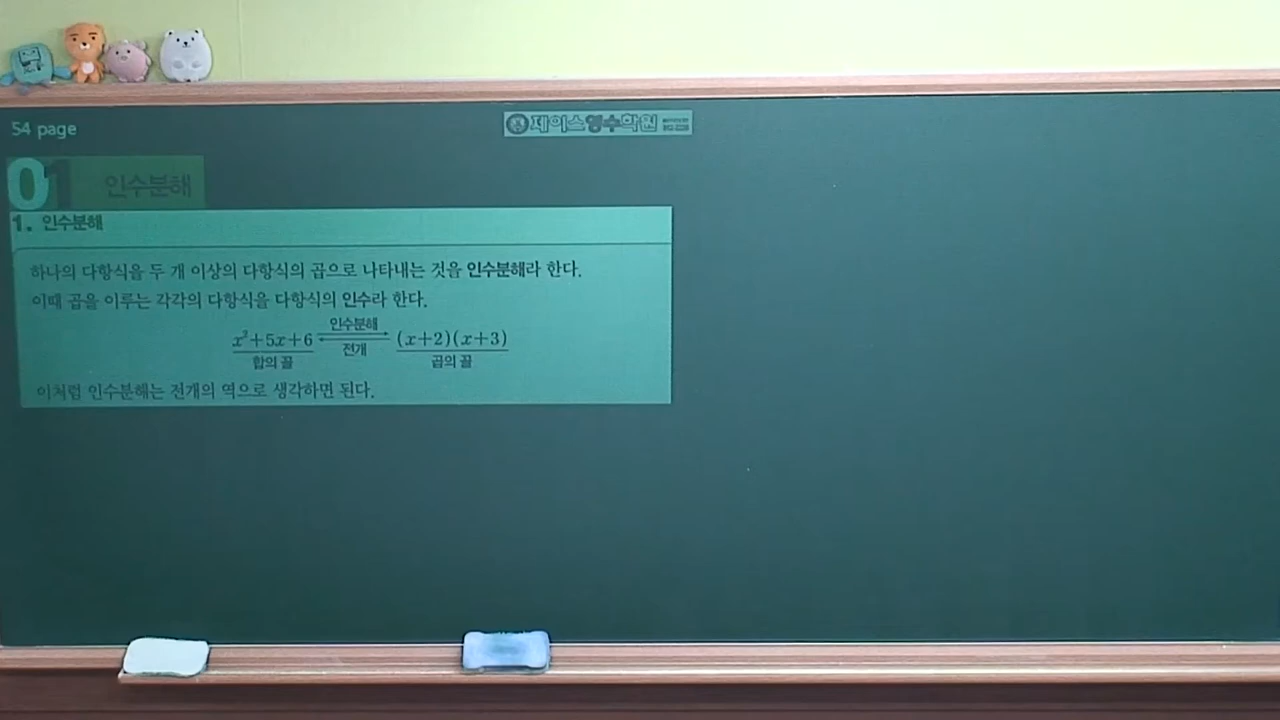 54 page
제이스영수학원
01 인수분해
1. 인수분해
하나의 다항식을 두 개 이상의 다항식의 곱으로 나타내는 것을 인수분해라 한다.
이때 곱을 이루는 각각의 다항식을 다항식의 인수라 한다.
인수분해
x²+5x+6 (x+2)(x+3)
전개
합의 꼴 곱의 꼴
이처럼 인수분해는 전개의 역으로 생각하면 된다.